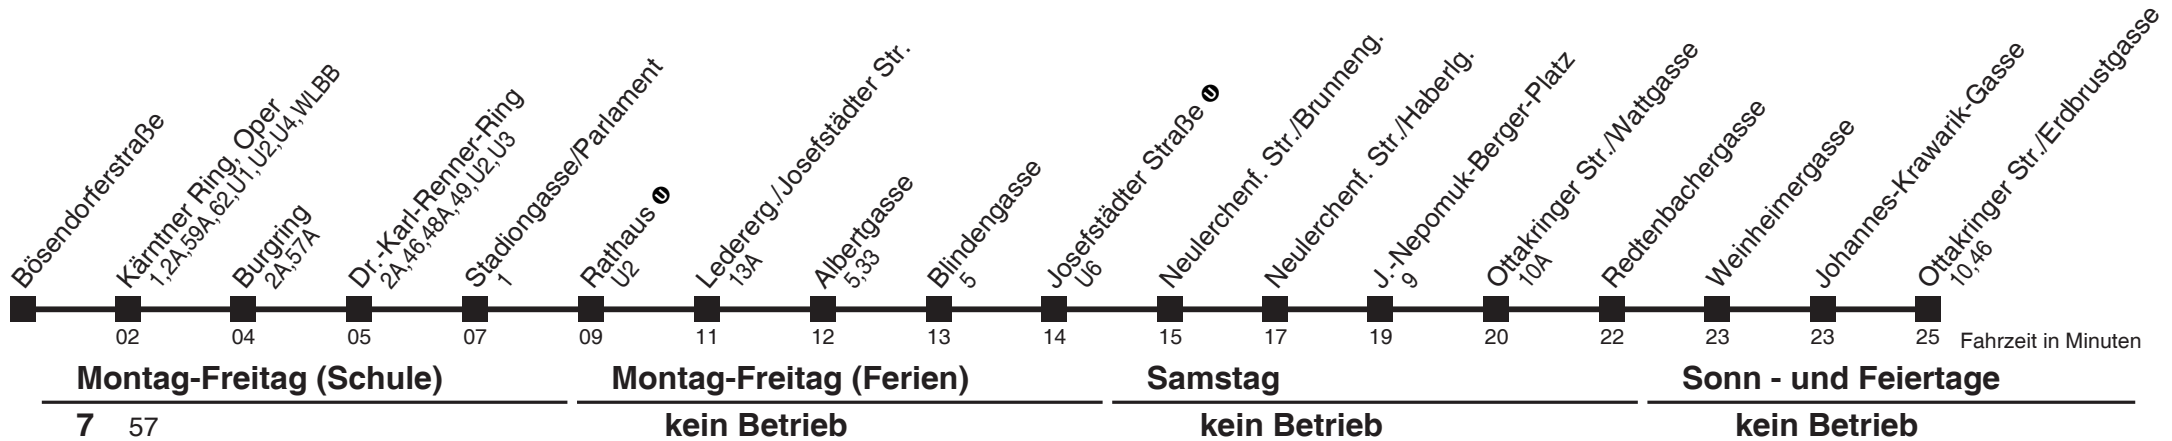 Bösendorferstraße
Kärntner Ring, Oper
1,2A,59A,62,U1,U2,U4,WLBB
Burgring
2A,57A
Dr.-Karl-Renner-Ring
2A,46,48A,49,U2,U3
Stadiongasse/Parlament
1
Rathaus U
U2
Ledererg./Josefstädter Str.
13A
Albertgasse
5,33
Blindengasse
5
Josefstädter Straße U
U6
Neulerchenf. Str./Brunneng.
Neulerchenf. Str./Haberlg.
J.-Nepomuk-Berger-Platz
9
Ottakringer Str./Wattgasse
10A
Redtenbachergasse
Weinheimergasse
Johannes-Krawarik-Gasse
Ottakringer Str./Erdbrustgasse
10,46
02 04 05 07 09 11 12 13 14 15 17 19 20 22 23 23 25 Fahrzeit in Minuten
Montag-Freitag (Schule) Montag-Freitag (Ferien) Samstag Sonn - und Feiertage
7 57 kein Betrieb kein Betrieb kein Betrieb